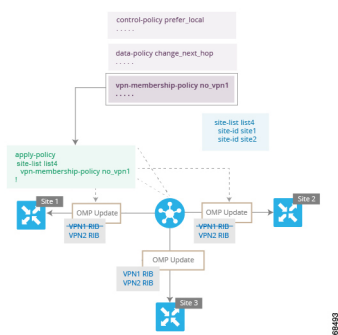 control-policy prefer_local
. . . . .
data-policy change_next_hop
. . . . .
vpn-membership-policy no_vpn1
. . . . .
site-list list4
site-id site1
site-id site2
apply-policy
site-list list4
vpn-membership-policy no_vpn1
!
Site 1
OMP Update
VPN1 RIB
VPN2 RIB
OMP Update
VPN1 RIB
VPN2 RIB
Site 2
OMP Update
VPN1 RIB
VPN2 RIB
Site 3
68493